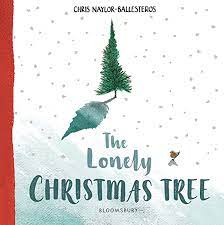 CHRIS NAYLOR-BALLESTEROS
The
Lonely
CHRISTMAS TREE
BLOOMSBURY